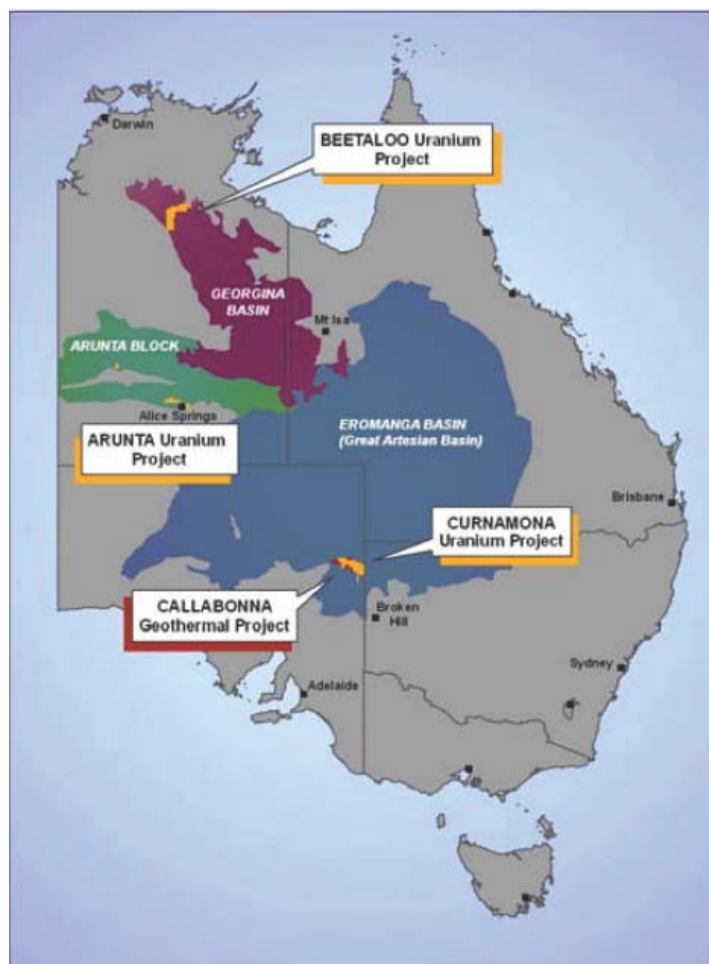 Darwin
BEETALOO Uranium
Project
GEORGINA
BASIN
Mt Isa
ARUNTA BLOCK
Alice Springs
ARUNTA Uranium
Project
EROMANGA BASIN
(Great Artesian Basin)
Brisbane
CURNAMONA
Uranium Project
CALLABONNA
Geothermal Project
Broken
Hill
Sydney
Adelaide